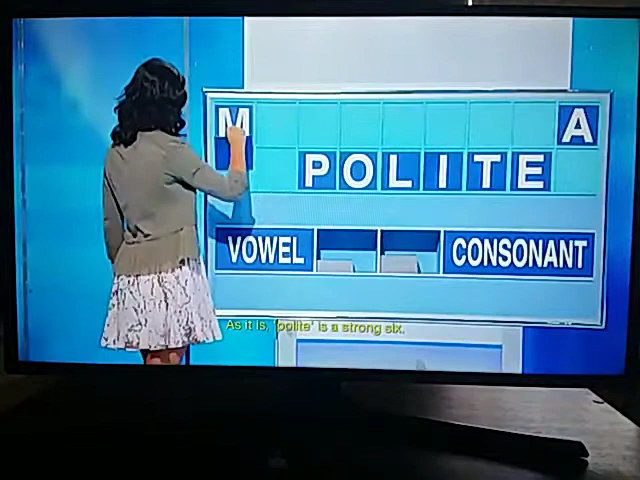 M A
POLITE
VOWEL CONSONANT
As it is, 'polite' is a strong six.